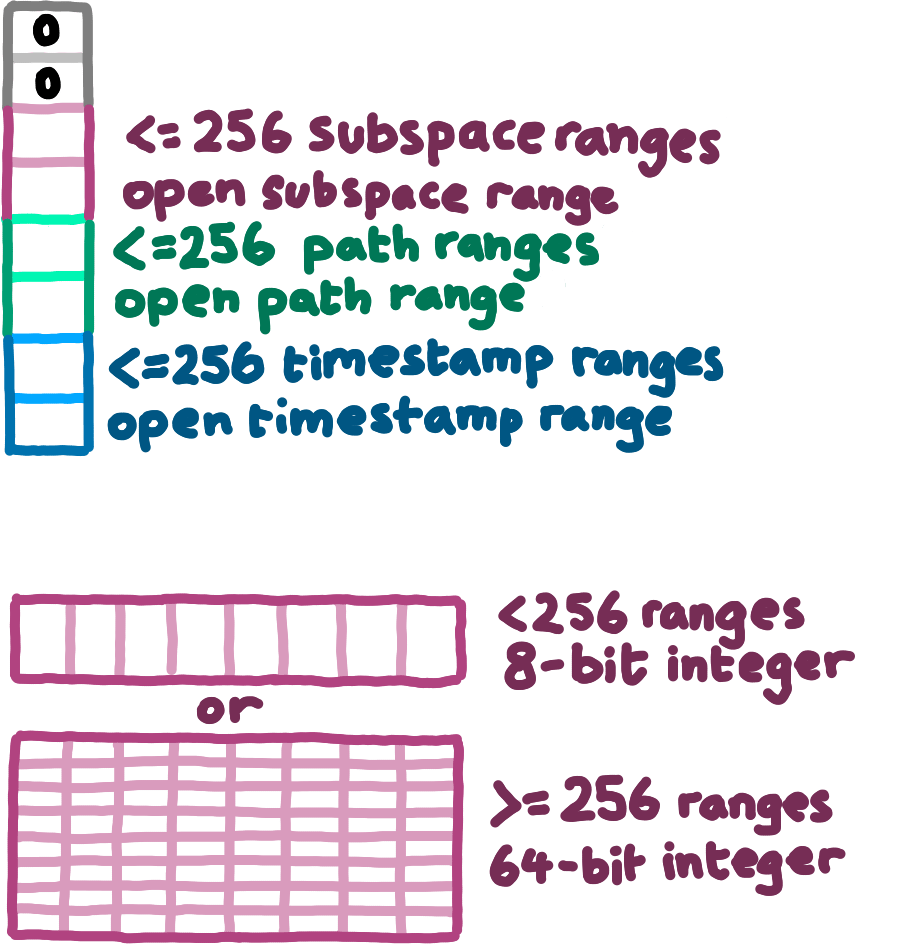 0
0
<= 256 subspace ranges
open subspace range
<=256 path ranges
open path range
<=256 timestamp ranges
open timestamp range
<256 ranges
8-bit integer
or
>= 256 ranges
64-bit integer